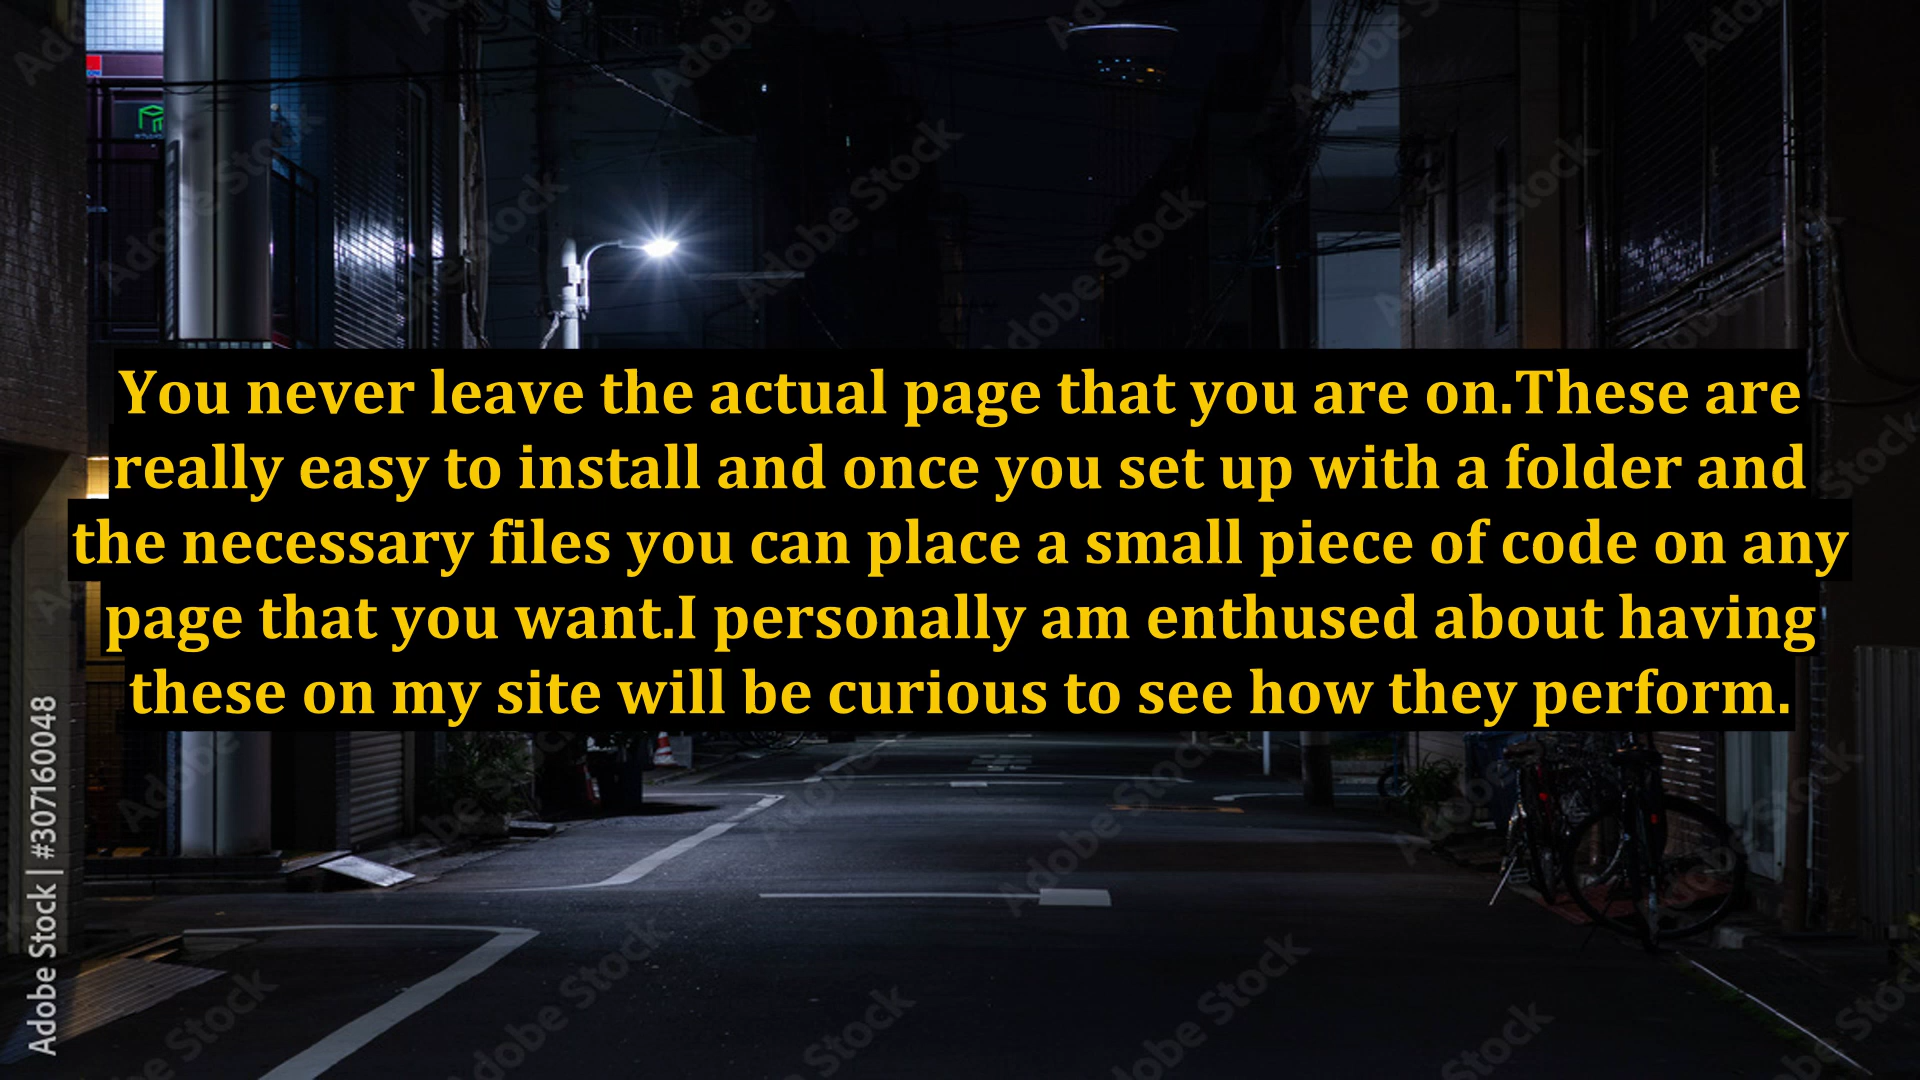 You never leave the actual page that you are on.These are
really easy to install and once you set up with a folder and
the necessary files you can place a small piece of code on any
page that you want.I personally am enthused about having
these on my site will be curious to see how they perform.
Adobe Stock | #307160048